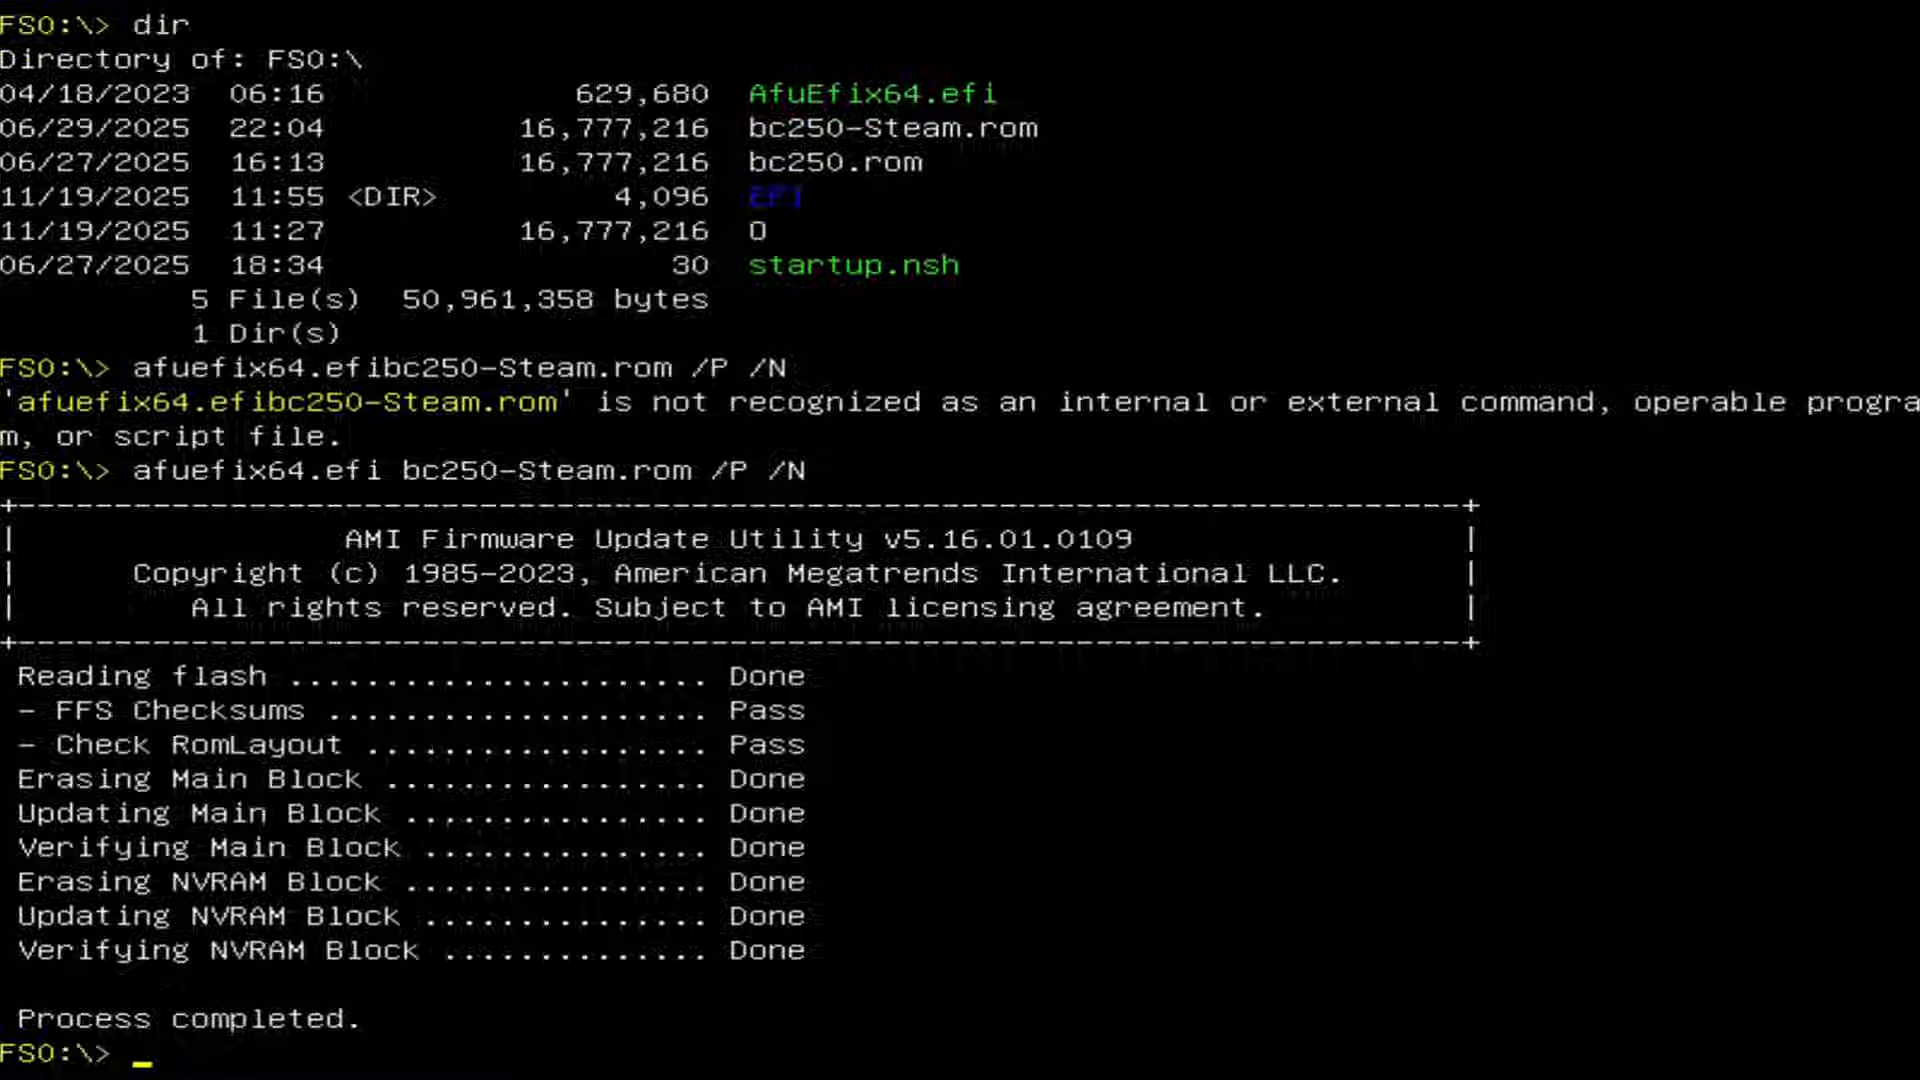 FS0:\> dir
Directory of: FS0:\
04/18/2023  06:16             629,680  AfuEfix64.efi
06/29/2025  22:04          16,777,216  bc250-Steam.rom
06/27/2025  16:13          16,777,216  bc250.rom
11/19/2025  11:55 <DIR>         4,096  EFI
11/19/2025  11:27          16,777,216  O
06/27/2025  18:34                  30  startup.nsh
5 File(s)  50,961,358 bytes
1 Dir(s)
FS0:\> afuefix64.efibc250-Steam.rom /P /N
'afuefix64.efibc250-Steam.rom' is not recognized as an internal or external command, operable progra
m, or script file.
FS0:\> afuefix64.efi bc250-Steam.rom /P /N
+---------------------------------------------------------------------------+
| AMI Firmware Update Utility v5.16.01.0109 |
| Copyright (c) 1985-2023, American Megatrends International LLC. |
| All rights reserved. Subject to AMI licensing agreement. |
+---------------------------------------------------------------------------+
Reading flash ...................... Done
- FFS Checksums .................... Pass
- Check RomLayout .................. Pass
Erasing Main Block ................. Done
Updating Main Block ................ Done
Verifying Main Block ............... Done
Erasing NVRAM Block ................ Done
Updating NVRAM Block ............... Done
Verifying NVRAM Block .............. Done
Process completed.
FS0:\> _